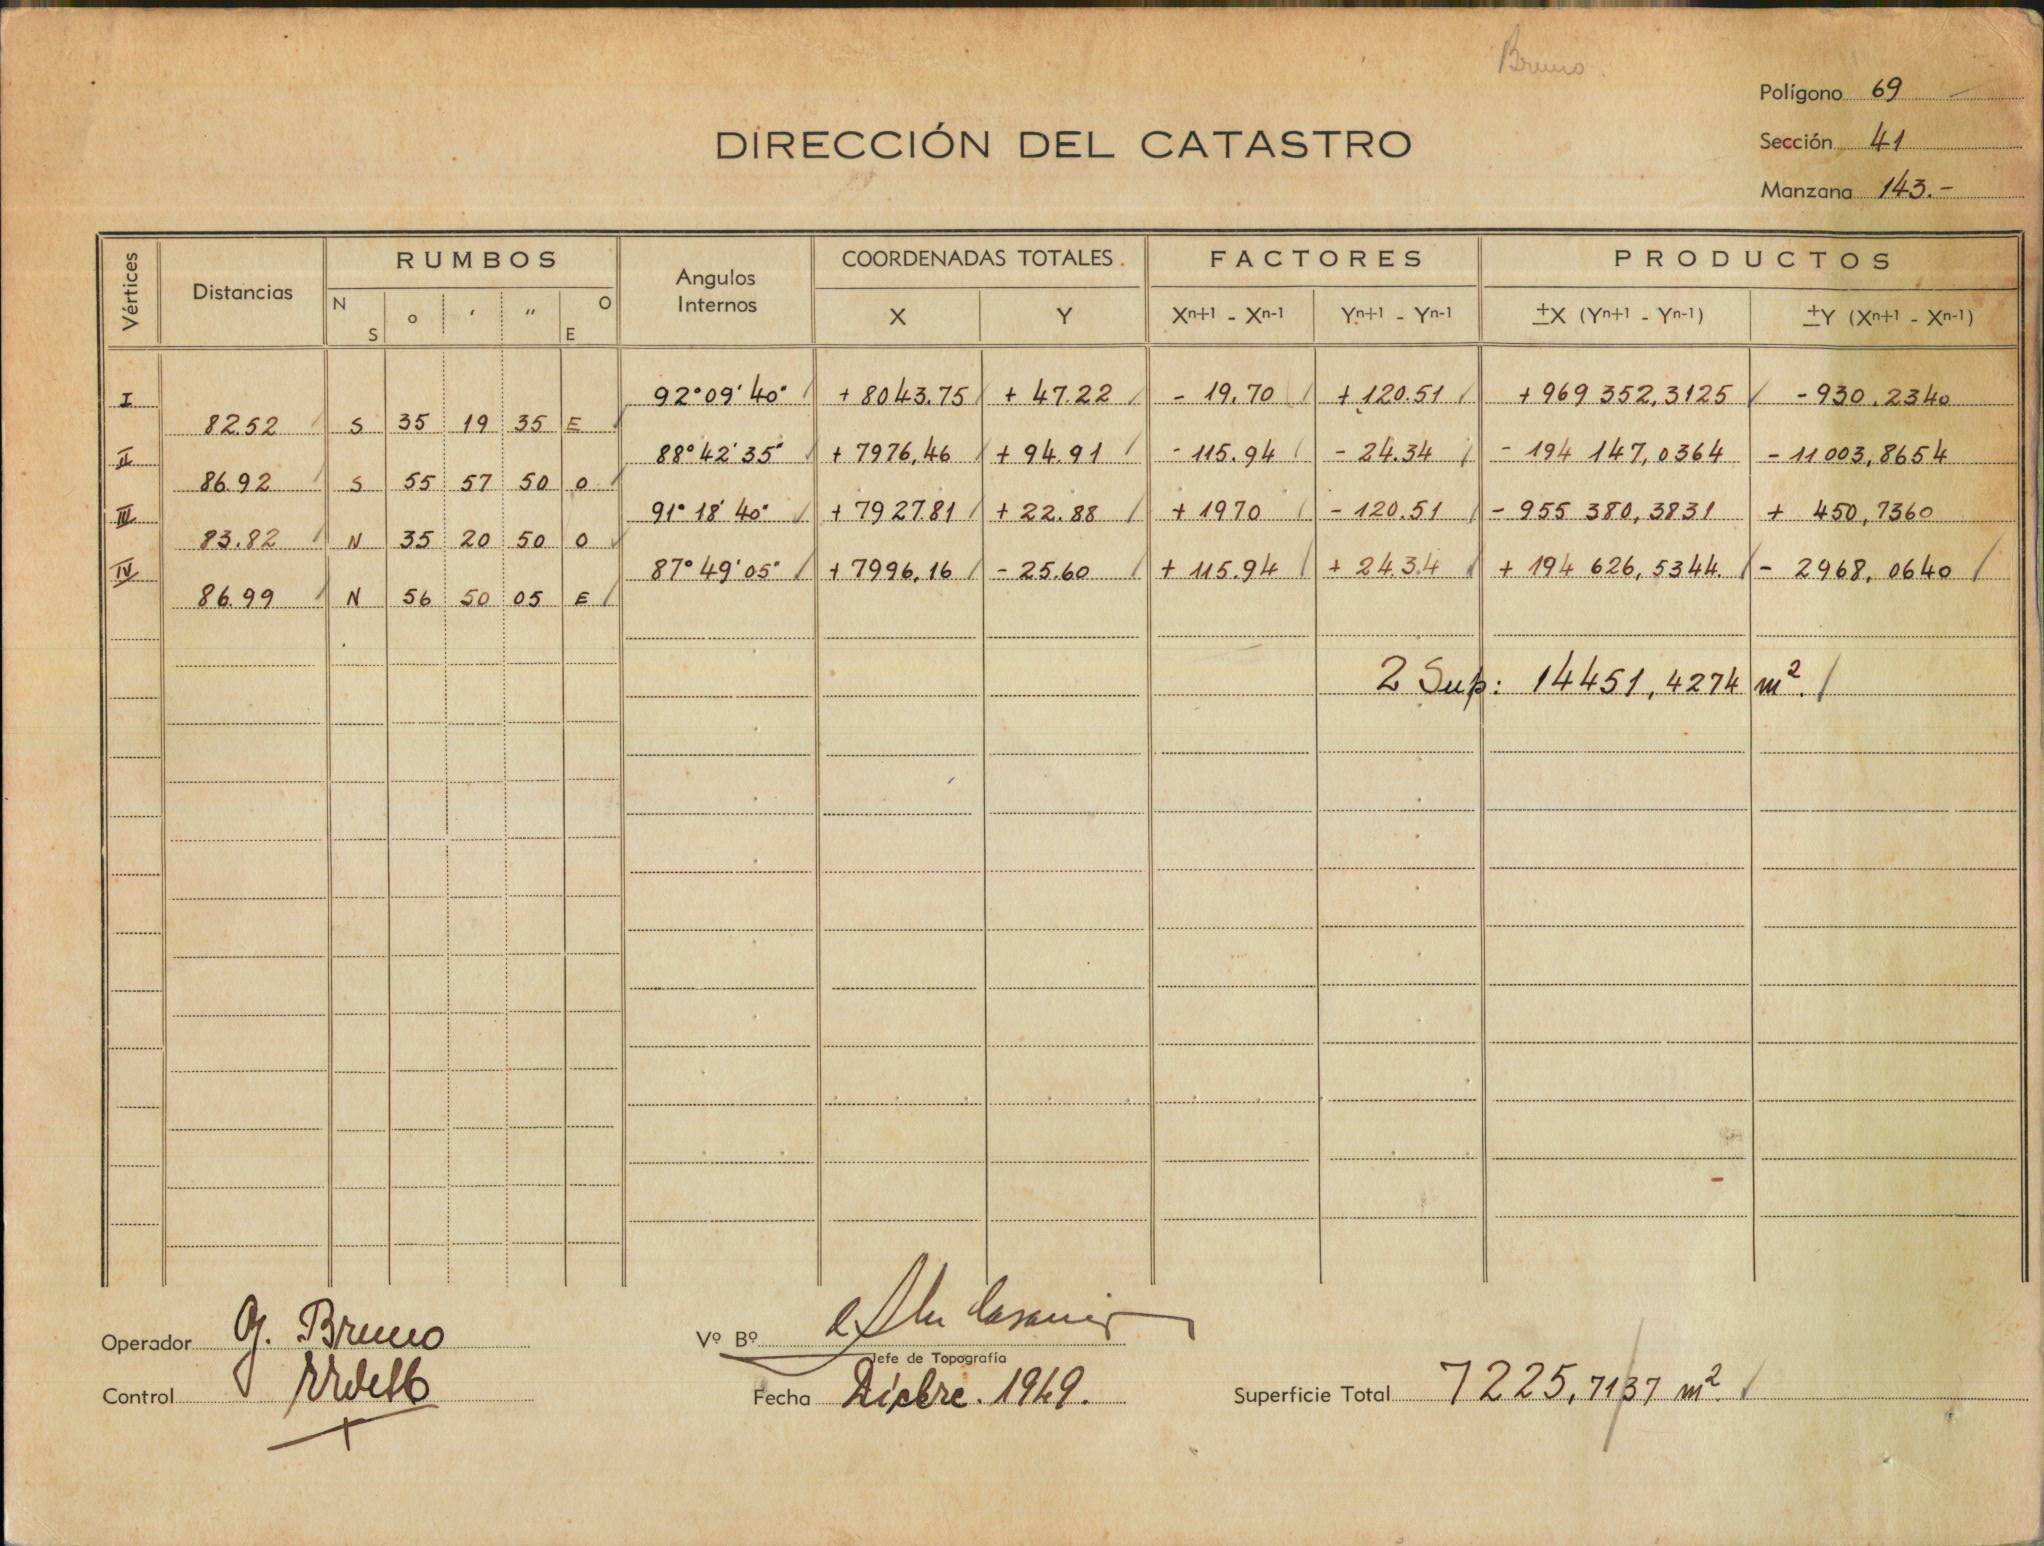 Bruno
Polígono 69
DIRECCIÓN DEL CATASTRO
Sección 41
Manzana 143.-
Vértices Distancias RUMBOS Angulos Internos COORDENADAS TOTALES FACTORES PRODUCTOS
N S o ' " O E X Y Xn+1 - Xn-1 Yn+1 - Yn-1 ±X (Yn+1 - Yn-1) ±Y (Xn+1 - Xn-1)
I 92°09'40" + 8043.75 + 47.22 - 19.70 + 120.51 + 969 352,3125 - 930.2340
82.52 S 35 19 35 E
II 88°42'35" + 7976,46 + 94.91 - 115.94 - 24.34 - 194 147,0364 - 11003,8654
86.92 S 55 57 50 O
III 91°18'40" + 7927.81 + 22.88 + 1970 - 120.51 - 955 380,3831 + 450,7360
83.82 N 35 20 50 O
IV 87°49'05" + 7996,16 - 25.60 + 115.94 + 24.34 + 194 626,5344. - 2968,0640
86.99 N 56 50 05 E
2 Sup: 14451,4274 m².
Operador G. Bruno
Vº Bº
Jefe de Topografía
Control
Fecha Dicbre. 1949.
Superficie Total 7225,7137 m².